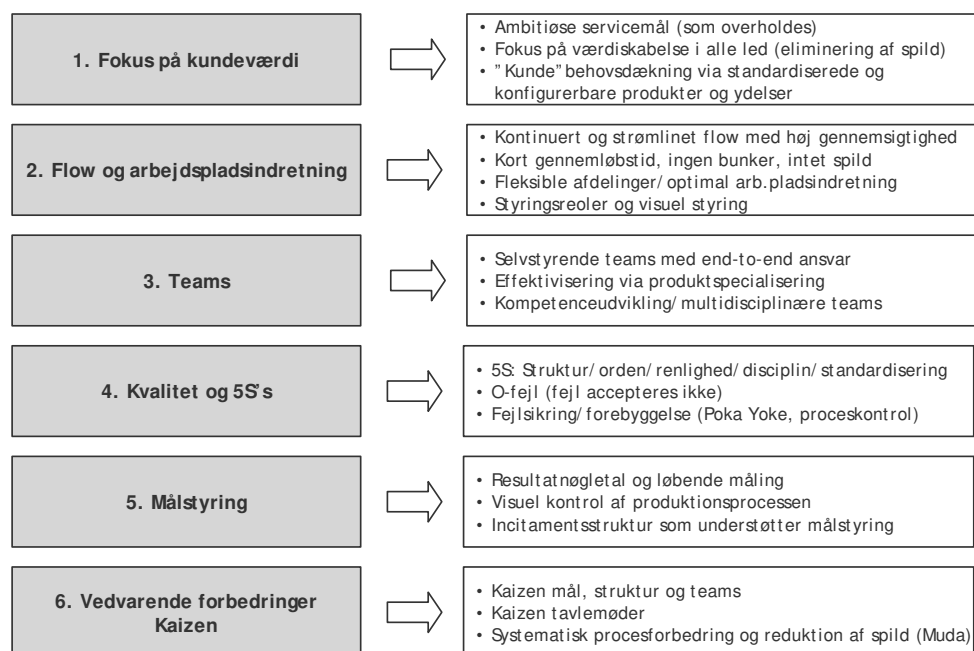 1. Fokus på kundeværdi
• Ambitiøse servicemål (som overholdes)
• Fokus på værdiskabelse i alle led (eliminering af spild)
• ”Kunde” behovsdækning via standardiserede og
konfigurerbare produkter og ydelser
2. Flow og arbejdspladsindretning
• Kontinuert og strømlinet flow med høj gennemsigtighed
• Kort gennemløbstid, ingen bunker, intet spild
• Fleksible afdelinger/ optimal arb.pladsindretning
• Styringsreoler og visuel styring
3. Teams
• Selvstyrende teams med end-to-end ansvar
• Effektivisering via produktspecialisering
• Kompetenceudvikling/ multidisciplinære teams
4. Kvalitet og 5S’s
• 5S: Struktur/ orden/ renlighed/ disciplin/ standardisering
• O-fejl (fejl accepteres ikke)
• Fejlsikring/ forebyggelse (Poka Yoke, proceskontrol)
5. Målstyring
• Resultatnøgletal og løbende måling
• Visuel kontrol af produktionsprocessen
• Incitamentsstruktur som understøtter målstyring
6. Vedvarende forbedringer
Kaizen
• Kaizen mål, struktur og teams
• Kaizen tavlemøder
• Systematisk procesforbedring og reduktion af spild (Muda)